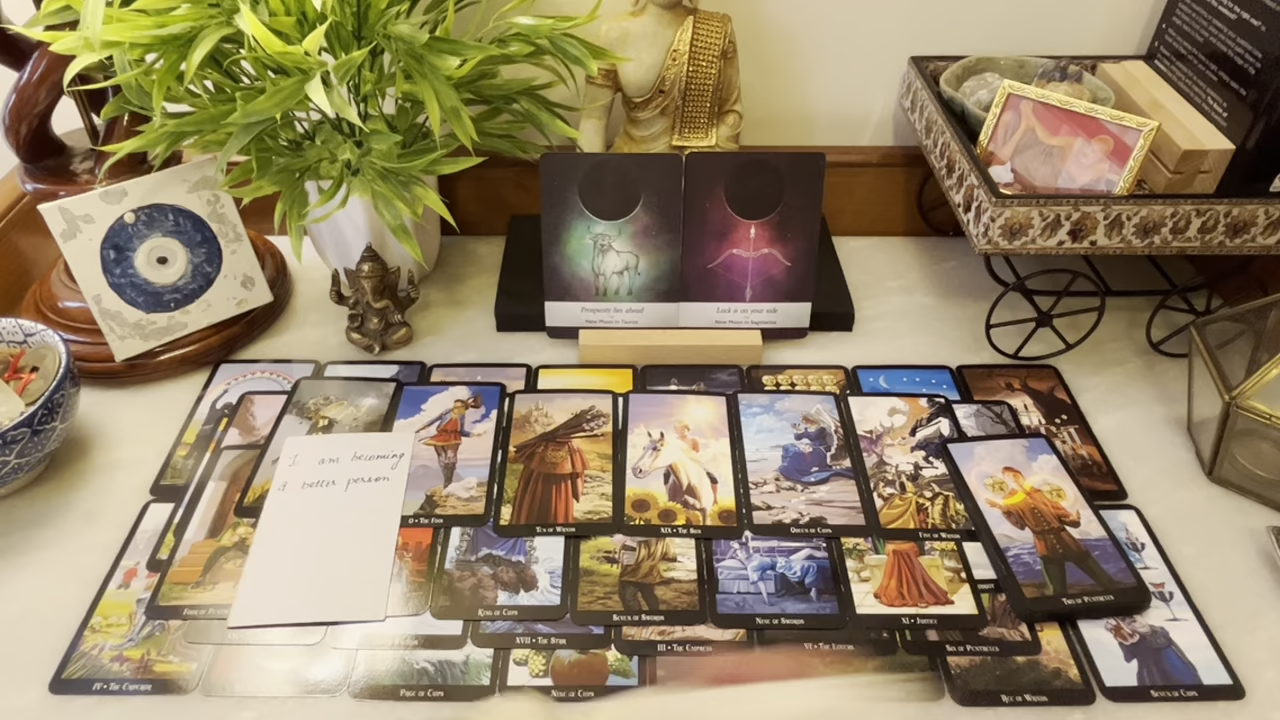 Prosperity lies ahead
New Moon in Taurus
Luck is on your side
New Moon in Sagittarius
I am becoming
a better person
0 • The Fool
Ten of Wands
XIX • The Sun
Queen of Cups
Five of Wands
Two of Pentacles
Four of
King of Cups
Seven of Swords
Nine of Swords
XI • Justice
XVII • The Star
III • The Empress
VI • The Lovers
Six of Pentacles
IV • The Emperor
Page of Cups
Nine of Cups
Ace of Wands
Seven of Cups